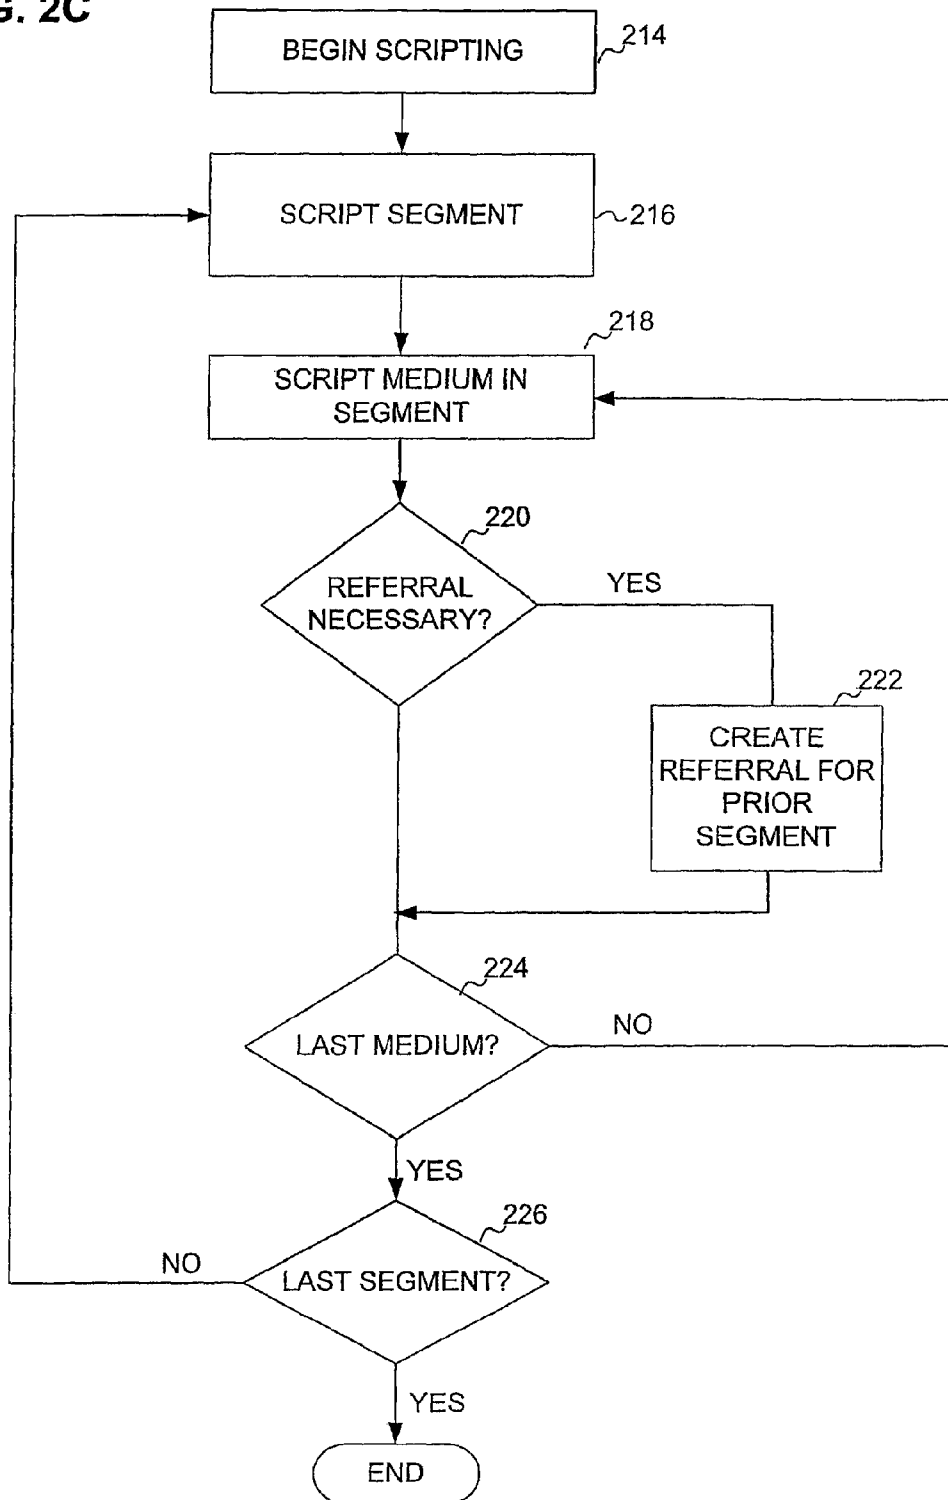 G. 2C
BEGIN SCRIPTING
214
SCRIPT SEGMENT
216
218
SCRIPT MEDIUM IN
SEGMENT
220
REFERRAL
NECESSARY?
YES
222
CREATE
REFERRAL FOR
PRIOR
SEGMENT
224
LAST MEDIUM?
NO
YES
226
NO
LAST SEGMENT?
YES
END